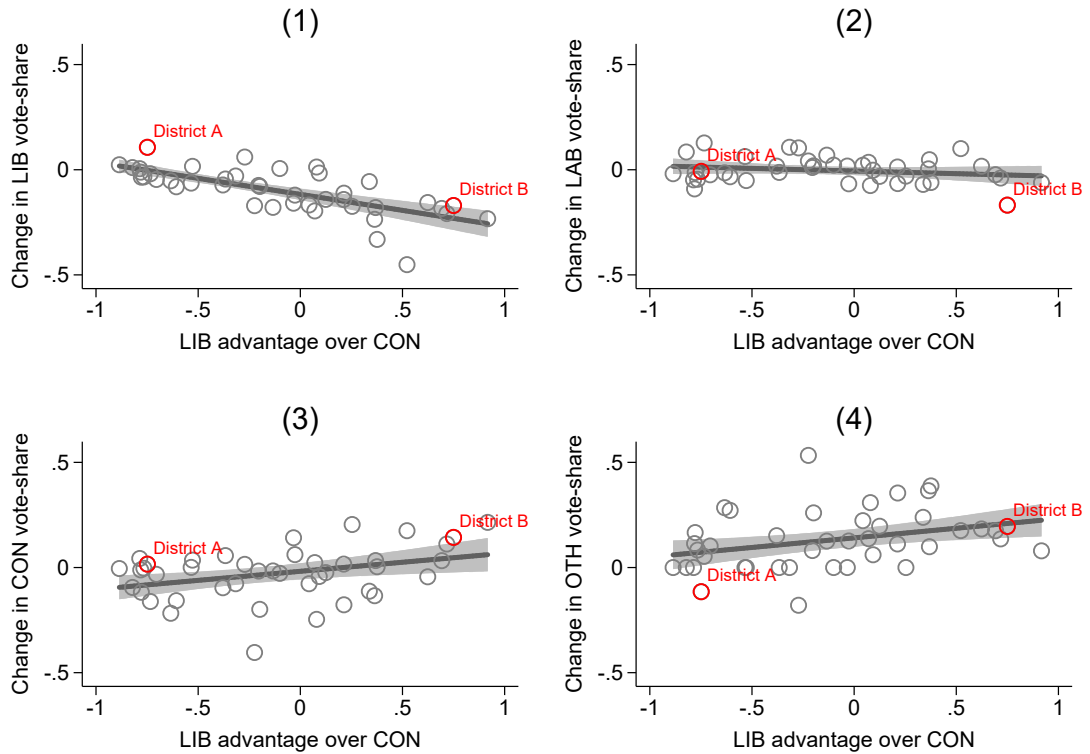 (1)
Change in LIB vote-share
.5
0
-.5
District A
District B
-1
-.5
0
.5
1
LIB advantage over CON
(2)
Change in LAB vote-share
.5
0
-.5
District A
District B
-1
-.5
0
.5
1
LIB advantage over CON
(3)
Change in CON vote-share
.5
0
-.5
District A
District B
-1
-.5
0
.5
1
LIB advantage over CON
(4)
Change in OTH vote-share
.5
0
-.5
District A
District B
-1
-.5
0
.5
1
LIB advantage over CON